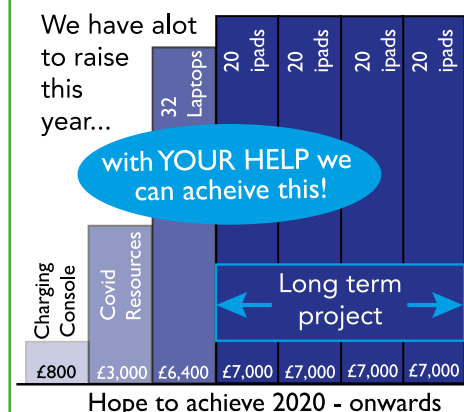 We have alot
to raise
this
year...
20
ipads
20
ipads
20
ipads
20
ipads
32
Laptops
with YOUR HELP we
can acheive this!
Charging
Console
Covid
Resources
Long term
project
£800 £3,000 £6,400 £7,000 £7,000 £7,000 £7,000
Hope to achieve 2020 - onwards